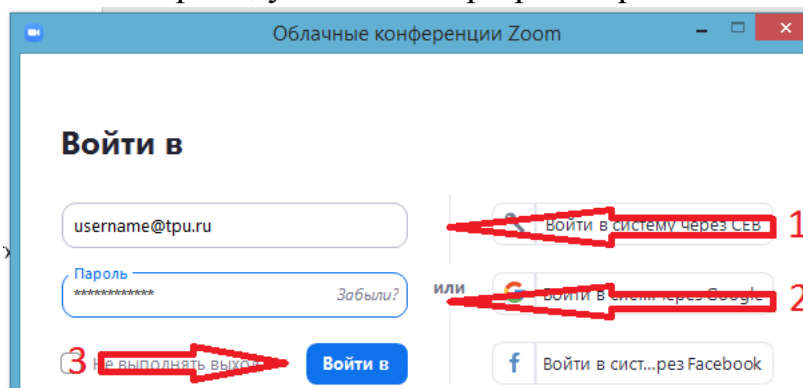 Облачные конференции Zoom
Войти в
username@tpu.ru
Войти в систему через СЕВ
1
Пароль
************
Забыли?
или
Войти в сист...через Google
2
3
Не выполнять выход
Войти в
Войти в сист...рез Facebook